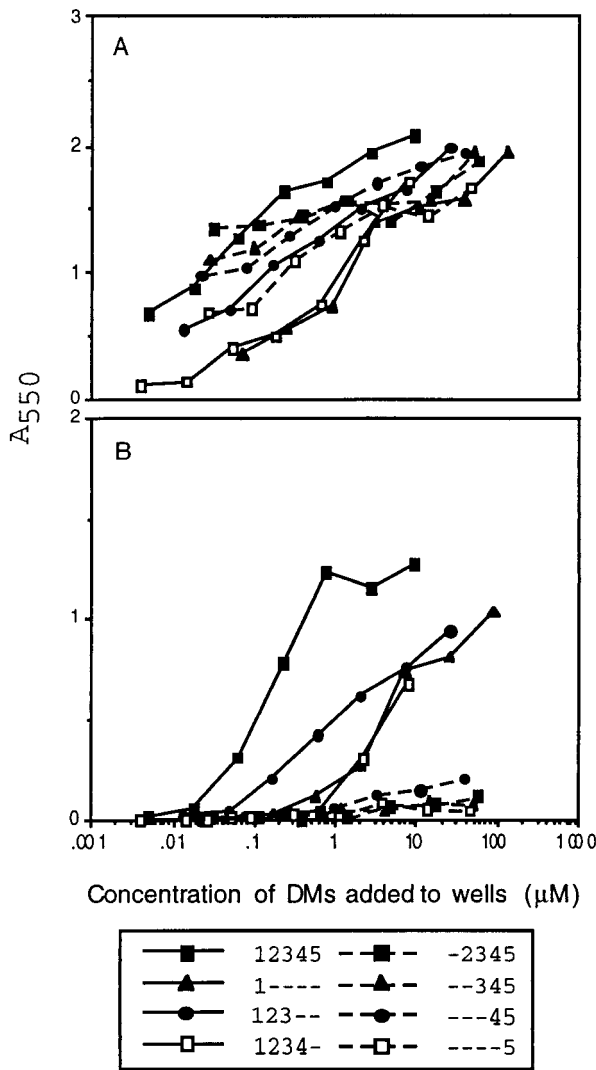 3
A
2
1
0
A550
2
B
1
0
.001 .01 .1 1 10 100 1000
Concentration of DMs added to wells (μM)
12345 -2345
1---- --345
123-- ---45
1234- ----5